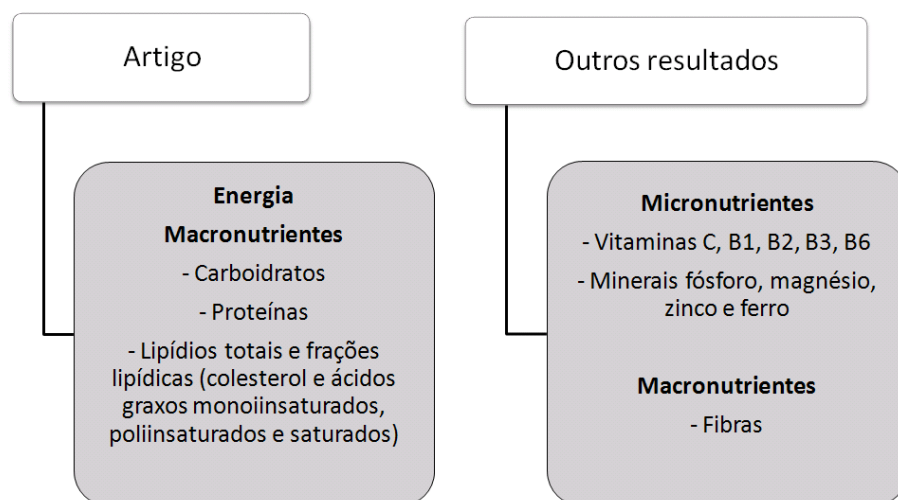 Artigo
Energia
Macronutrientes
- Carboidratos
- Proteínas
- Lipídios totais e frações
lipídicas (colesterol e ácidos
graxos monoiinsaturados,
poliinsaturados e saturados)
Outros resultados
Micronutrientes
- Vitaminas C, B1, B2, B3, B6
- Minerais fósforo, magnésio,
zinco e ferro
Macronutrientes
- Fibras